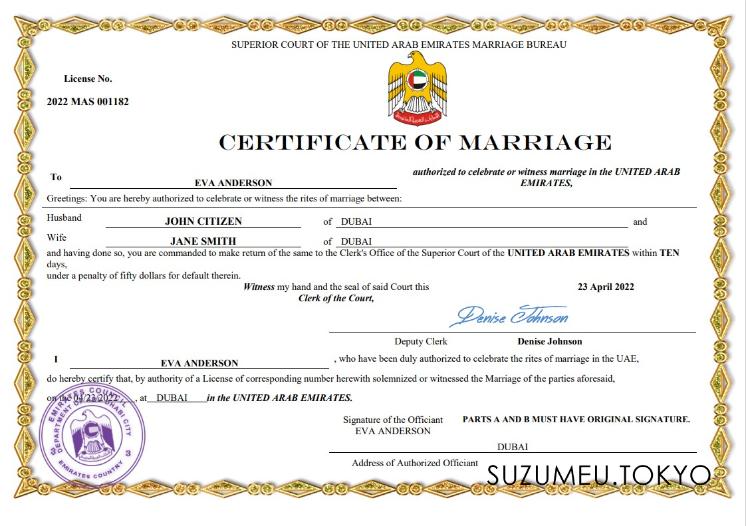 SUPERIOR COURT OF THE UNITED ARAB EMIRATES MARRIAGE BUREAU
License No.
2022 MAS 001182
CERTIFICATE OF MARRIAGE
To EVA ANDERSON authorized to celebrate or witness marriage in the UNITED ARAB
EMIRATES,
Greetings: You are hereby authorized to celebrate or witness the rites of marriage between:
Husband JOHN CITIZEN of DUBAI and
Wife JANE SMITH of DUBAI
and having done so, you are commanded to make return of the same to the Clerk's Office of the Superior Court of the UNITED ARAB EMIRATES within TEN
days,
under a penalty of fifty dollars for default therein.
Witness my hand and the seal of said Court this 23 April 2022
Clerk of the Court,
Denise Johnson
Deputy Clerk Denise Johnson
I EVA ANDERSON , who have been duly authorized to celebrate the rites of marriage in the UAE,
do hereby certify that, by authority of a License of corresponding number herewith solemnized or witnessed the Marriage of the parties aforesaid,
on the 04/23/2022 , at DUBAI in the UNITED ARAB EMIRATES.
EMIRATES COUNCIL
EMIRATES COUNTRY
Signature of the Officiant PARTS A AND B MUST HAVE ORIGINAL SIGNATURE.
EVA ANDERSON
DUBAI
Address of Authorized Officiant
SUZUMEU.TOKYO